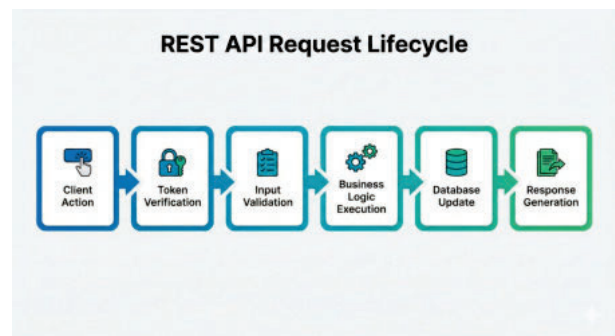 REST API Request Lifecycle
Client
Action
Token
Verification
Input
Validation
Business
Logic
Execution
Database
Update
Response
Generation